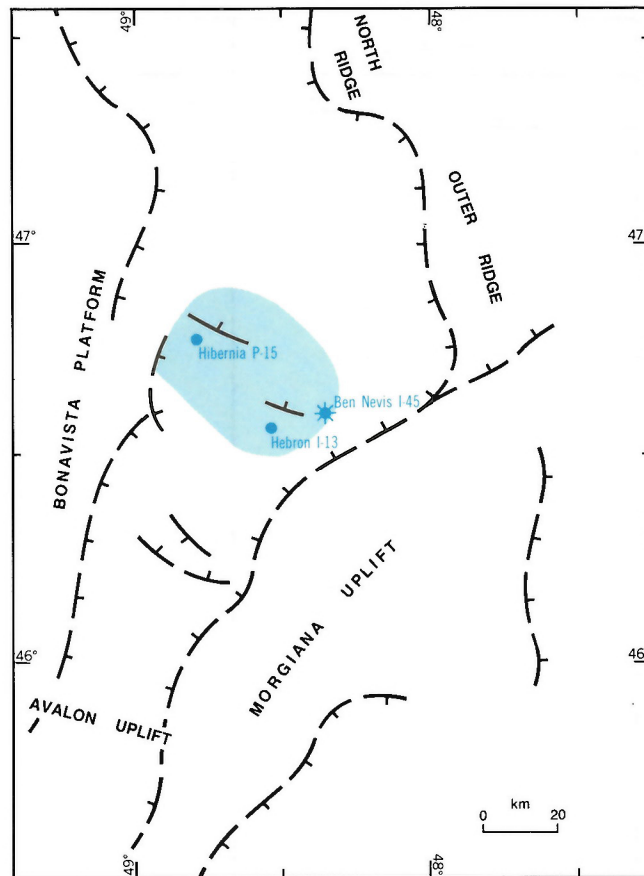 49°
48°
NORTH
RIDGE
OUTER
RIDGE
47°
47°
BONAVISTA PLATFORM
Hibernia P-15
Ben Nevis I-45
Hebron I-13
MORGIANA UPLIFT
46°
46°
AVALON UPLIFT
km
0 20
49°
48°